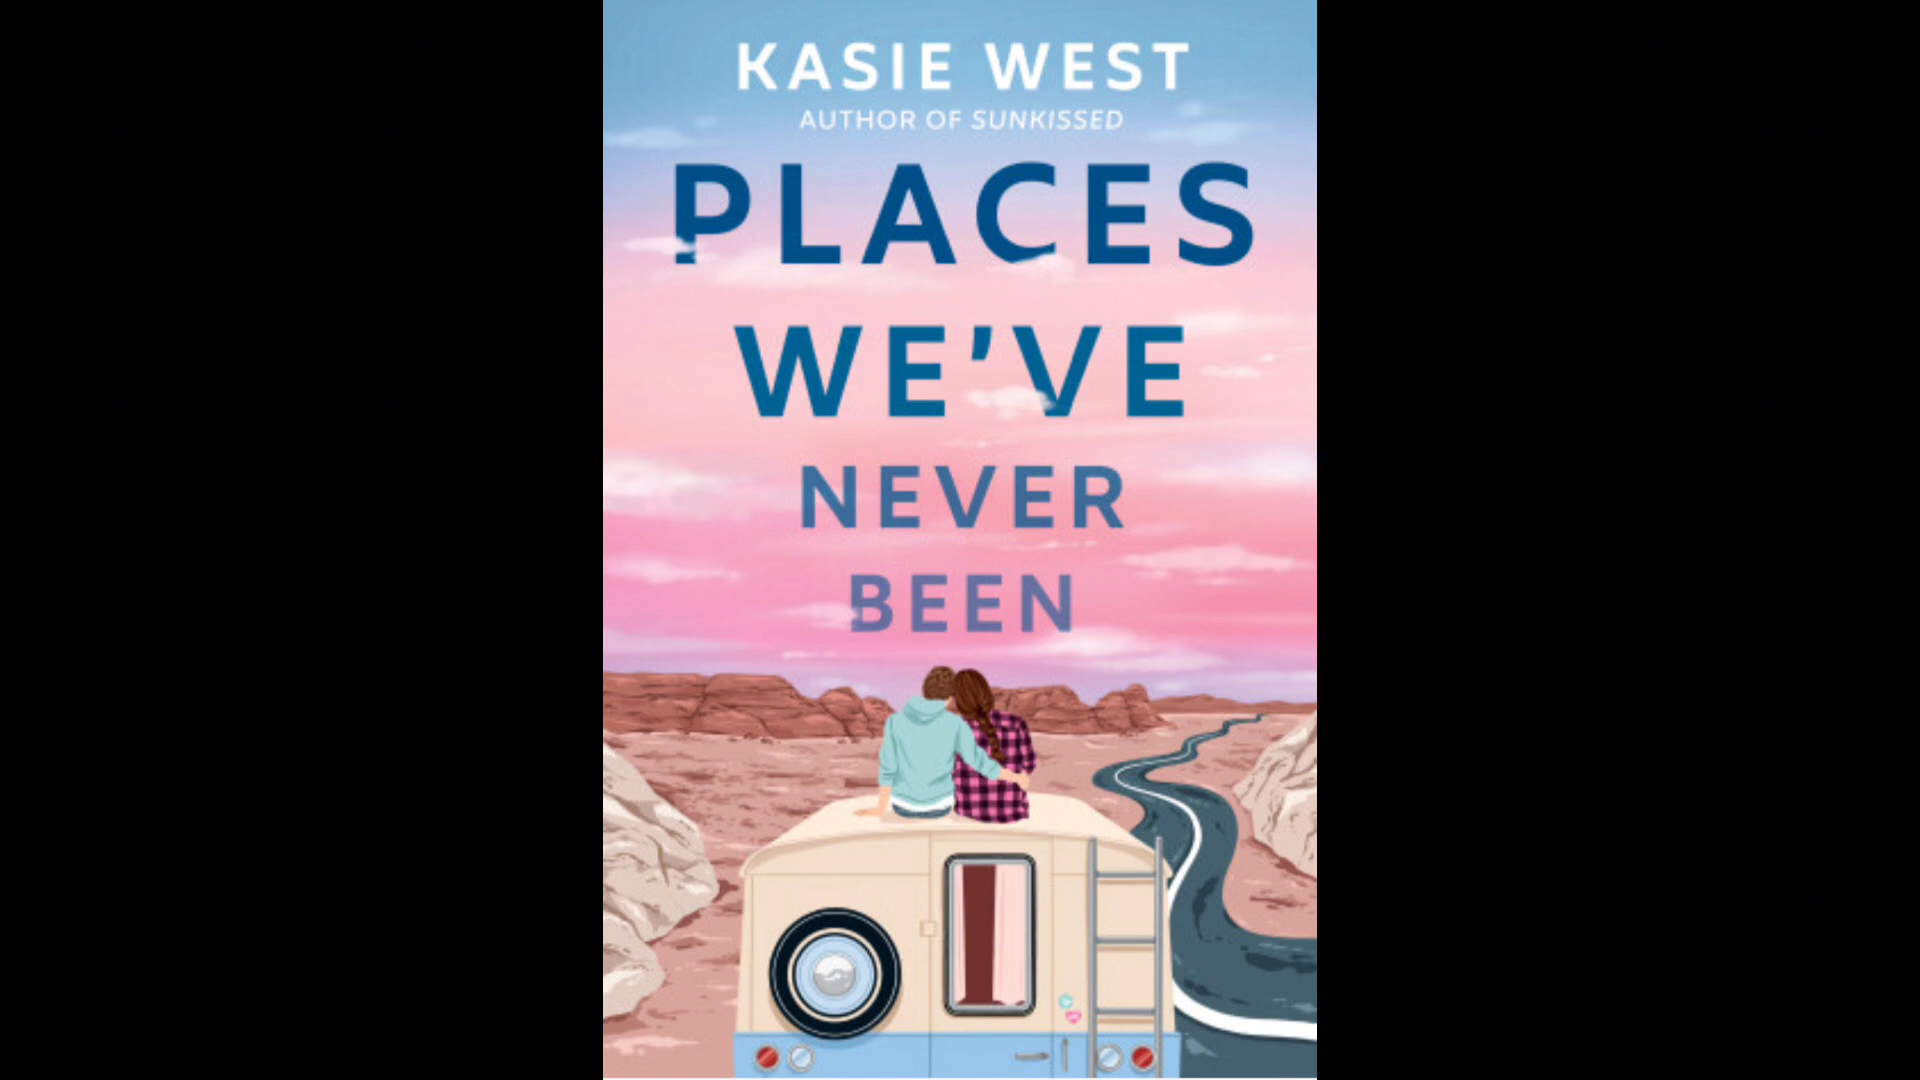 KASIE WEST
AUTHOR OF SUNKISSED
PLACES
WE'VE
NEVER
BEEN